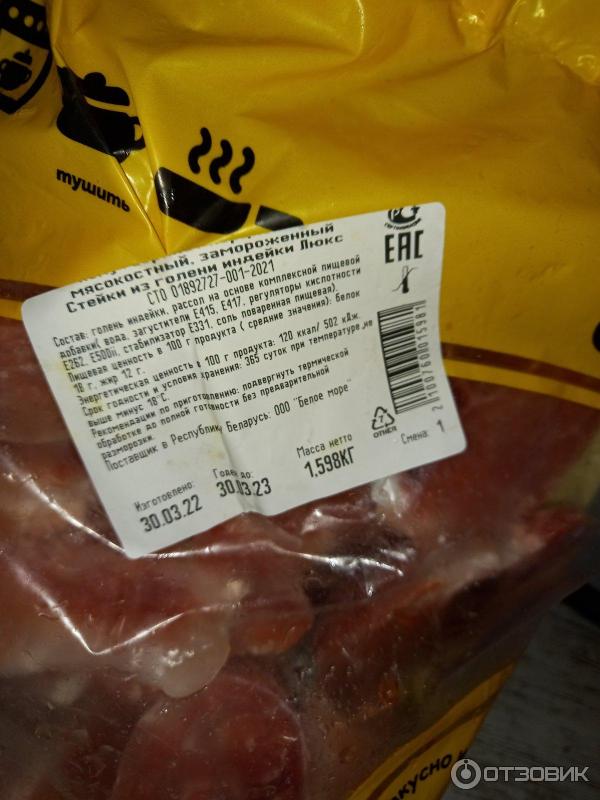 тушить
мясокостный, замороженный
Стейки из голени индейки Люкс
СТО 01892727-001-2021
Состав: голень индейки, рассол на основе комплексной пищевой
добавки( вода, загустители Е415, Е417, регуляторы кислотности
Е262, Е500ii, стабилизатор Е331, соль поваренная пищевая).
Пищевая ценность в 100 г продукта ( средние значения): белок
18 г, жир 12 г.
Энергетическая ценность в 100 г продукта: 120 ккал/ 502 кДж.
Срок годности и условия хранения: 365 суток при температуре не
выше минус 18°С.
Рекомендации по приготовлению: подвергнуть термической
обработке до полной готовности без предварительной
разморозки.
Поставщик в Республику Беларусь: ООО "Белое море"
Изготовлено:
30.03.22
Годен до:
30.03.23
Масса нетто
1.598КГ
ЕАС
2100760001598
7
OTHER
Смена: 1
вкусно и
ОТЗОВИК